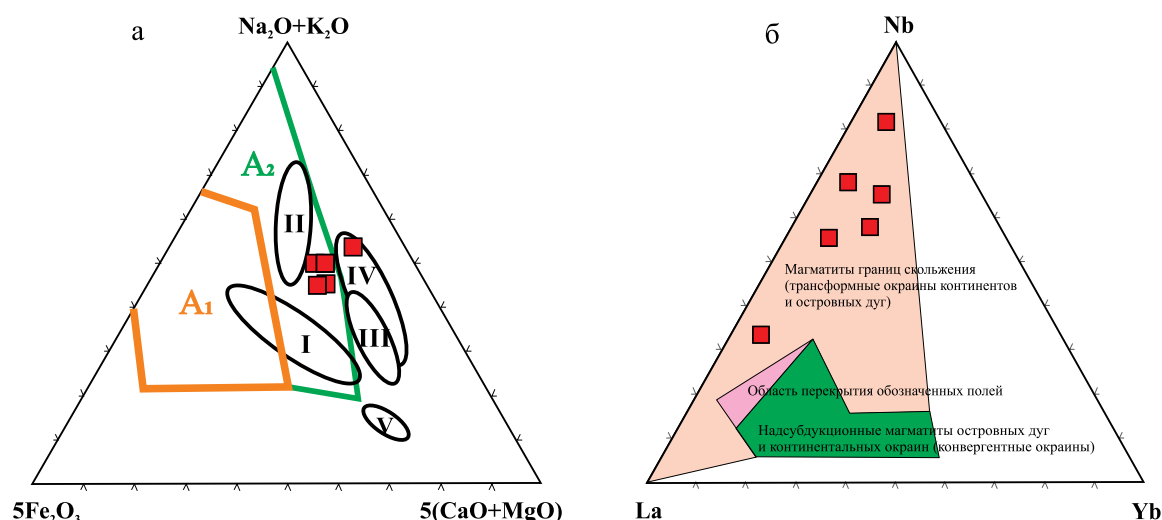 а
Na₂O+K₂O
A₂
II
IV
A₁
I
III
V
5Fe₂O₃
5(CaO+MgO)
б
Nb
Магматиты границ скольжения
(трансформные окраины континентов
и островных дуг)
Область перекрытия обозначенных полей
Надсубдукционные магматиты островных дуг
и континентальных окраин (конвергентные окраины)
La
Yb